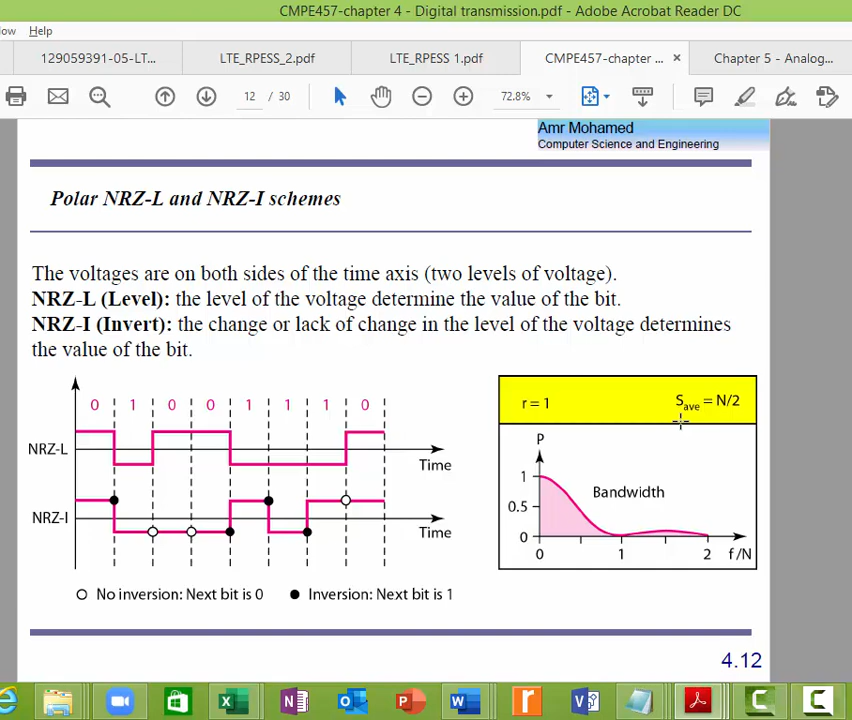 CMPE457-chapter 4 - Digital transmission.pdf - Adobe Acrobat Reader DC
ow Help
129059391-05-LT... LTE_RPESS_2.pdf LTE_RPESS 1.pdf CMPE457-chapter ... × Chapter 5 - Analog...
12 / 30 72.8%
Amr Mohamed
Computer Science and Engineering
Polar NRZ-L and NRZ-I schemes
The voltages are on both sides of the time axis (two levels of voltage).
NRZ-L (Level): the level of the voltage determine the value of the bit.
NRZ-I (Invert): the change or lack of change in the level of the voltage determines
the value of the bit.
0 1 0 0 1 1 1 0
NRZ-L
Time
NRZ-I
Time
No inversion: Next bit is 0 Inversion: Next bit is 1
r = 1 Save = N/2
P
1
Bandwidth
0.5
0
0 1 2 f/N
4.12